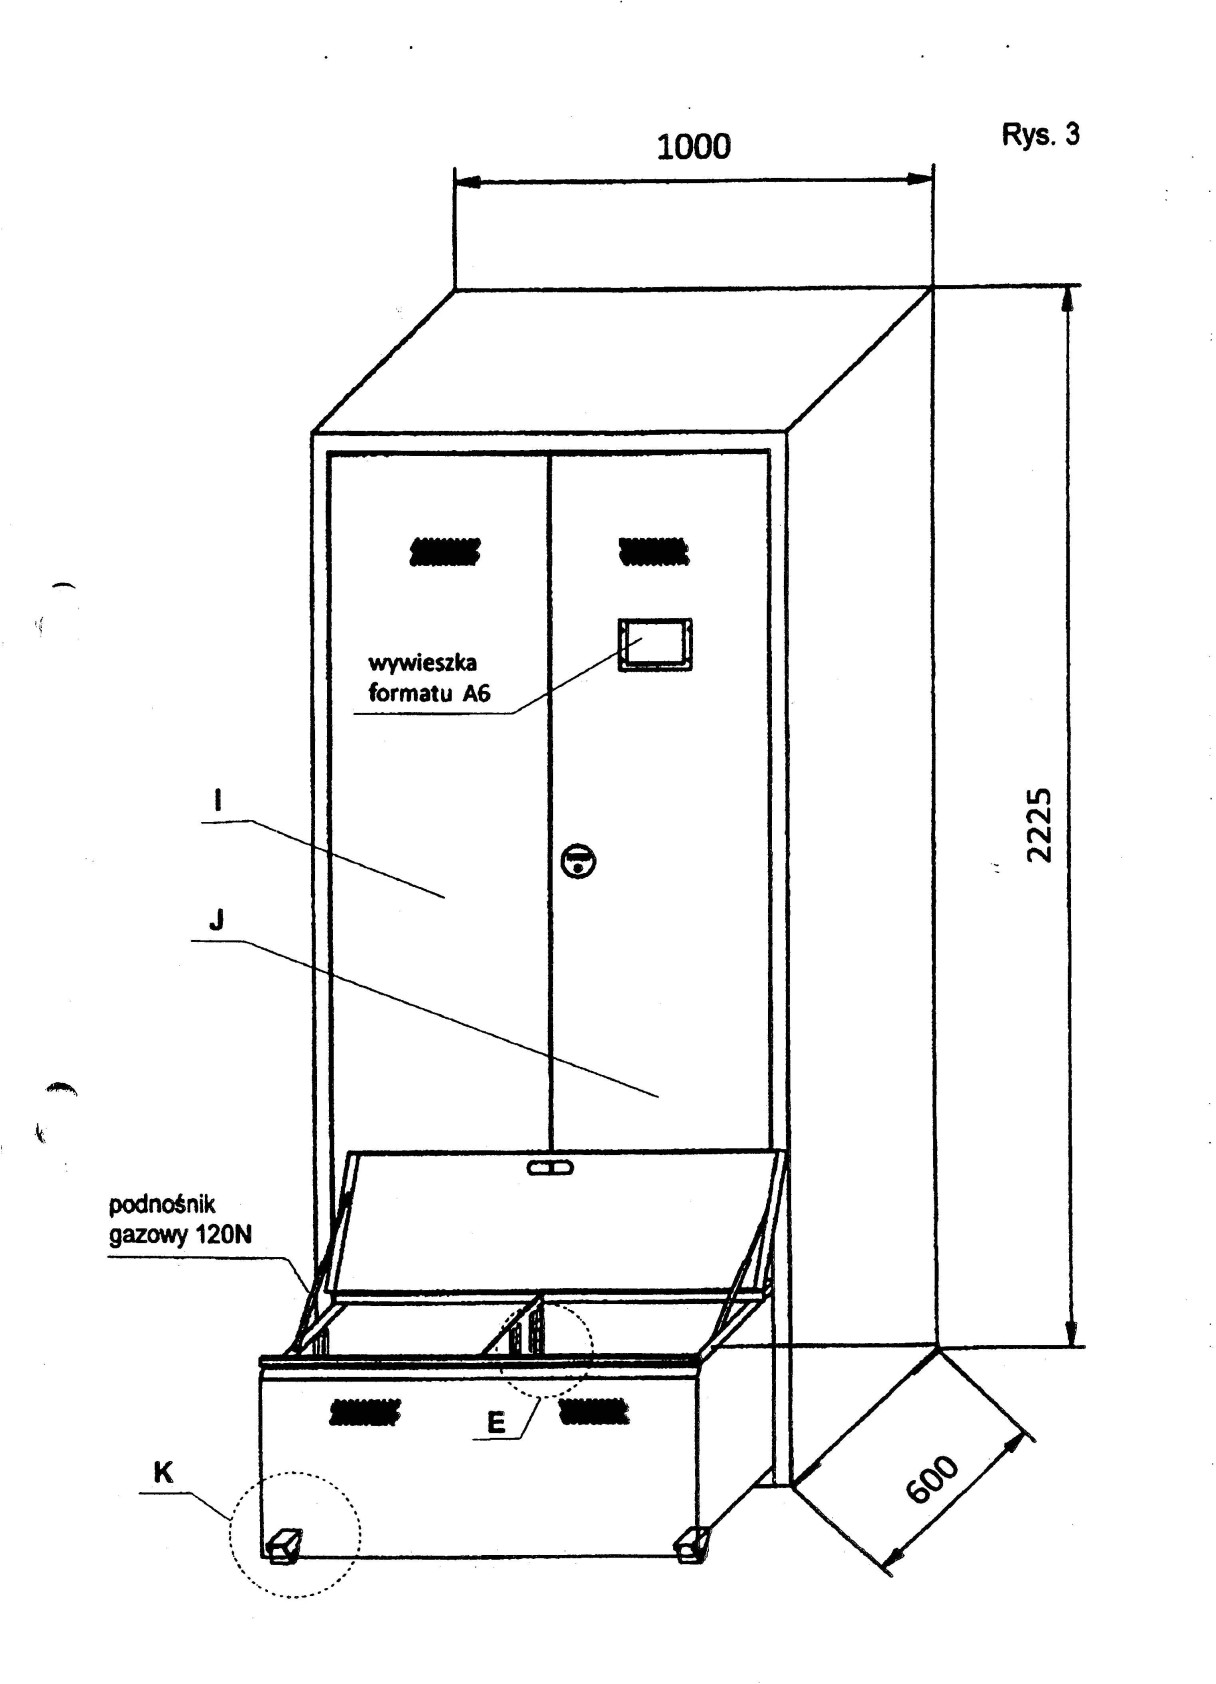 Rys. 3
1000
wywieszka
formatu A6
I
J
2225
podnośnik
gazowy 120N
E
K
600